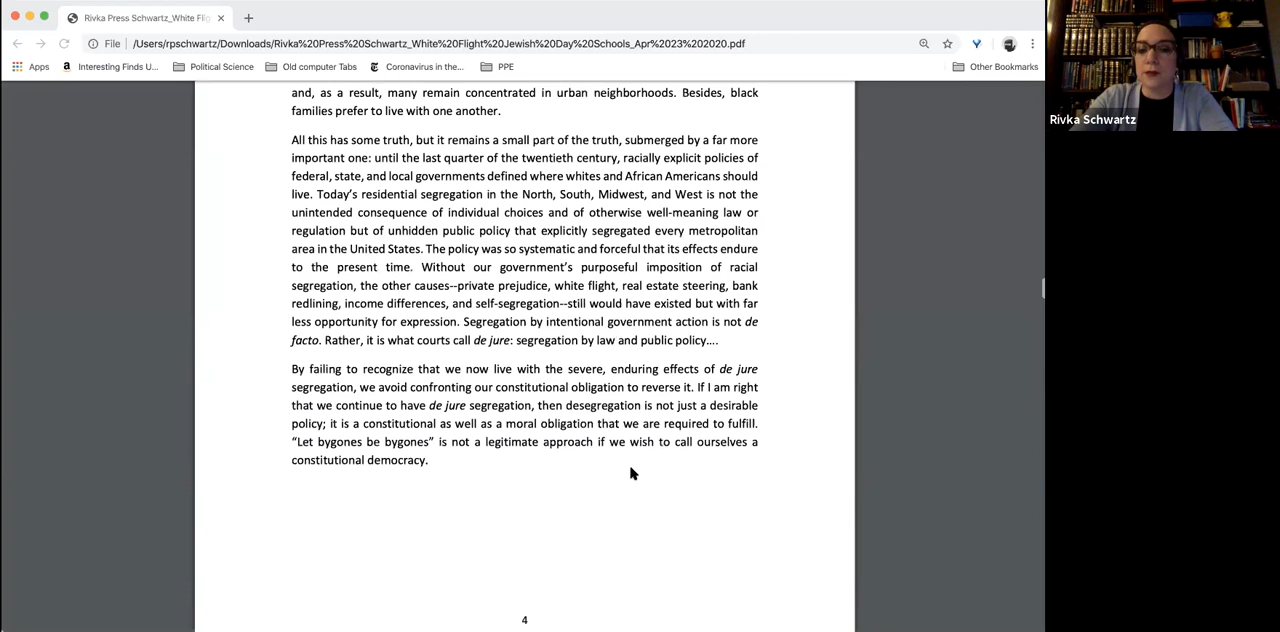 Rivka Press Schwartz_White Flig
File
/Users/rpschwartz/Downloads/Rivka%20Press%20Schwartz_White%20Flight%20Jewish%20Day%20Schools_Apr%2023%202020.pdf
Apps
Interesting Finds U...
Political Science
Old computer Tabs
Coronavirus in the...
PPE
Other Bookmarks
Rivka Schwartz
and, as a result, many remain concentrated in urban neighborhoods. Besides, black
families prefer to live with one another.
All this has some truth, but it remains a small part of the truth, submerged by a far more
important one: until the last quarter of the twentieth century, racially explicit policies of
federal, state, and local governments defined where whites and African Americans should
live. Today's residential segregation in the North, South, Midwest, and West is not the
unintended consequence of individual choices and of otherwise well-meaning law or
regulation but of unhidden public policy that explicitly segregated every metropolitan
area in the United States. The policy was so systematic and forceful that its effects endure
to the present time. Without our government's purposeful imposition of racial
segregation, the other causes--private prejudice, white flight, real estate steering, bank
redlining, income differences, and self-segregation--still would have existed but with far
less opportunity for expression. Segregation by intentional government action is not de
facto. Rather, it is what courts call de jure: segregation by law and public policy....
By failing to recognize that we now live with the severe, enduring effects of de jure
segregation, we avoid confronting our constitutional obligation to reverse it. If I am right
that we continue to have de jure segregation, then desegregation is not just a desirable
policy; it is a constitutional as well as a moral obligation that we are required to fulfill.
“Let bygones be bygones” is not a legitimate approach if we wish to call ourselves a
constitutional democracy.
4